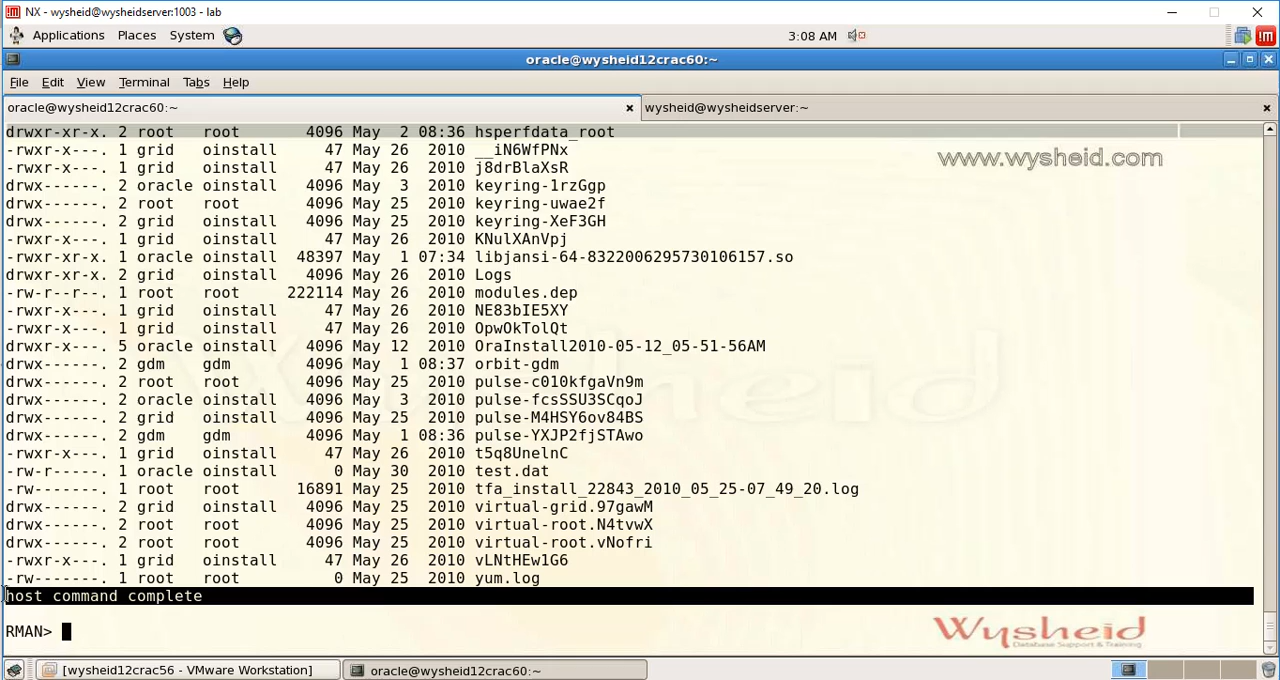 NX - wysheid@wysheidserver:1003 - lab
Applications Places System 3:08 AM
oracle@wysheid12crac60:~
File Edit View Terminal Tabs Help
oracle@wysheid12crac60:~ wysheid@wysheidserver:~
drwxr-xr-x. 2 root root 4096 May 2 08:36 hsperfdata_root
-rwxr-x---. 1 grid oinstall 47 May 26 2010 __iN6WfPNx
www.wysheid.com
-rwxr-x---. 1 grid oinstall 47 May 26 2010 j8drBlaXsR
drwx------. 2 oracle oinstall 4096 May 3 2010 keyring-1rzGgp
drwx------. 2 root root 4096 May 25 2010 keyring-uwae2f
drwx------. 2 grid oinstall 4096 May 25 2010 keyring-XeF3GH
-rwxr-x---. 1 grid oinstall 47 May 26 2010 KNulXAnVpj
-rwxr-x---. 1 oracle oinstall 48397 May 1 07:34 libjansi-64-8322006295730106157.so
drwxr-xr-x. 2 grid oinstall 4096 May 26 2010 Logs
-rw-r--r--. 1 root root 222114 May 26 2010 modules.dep
-rwxr-x---. 1 grid oinstall 47 May 26 2010 NE83bIE5XY
-rwxr-x---. 1 grid oinstall 47 May 26 2010 OpwOkTolQt
drwxr-x---. 5 oracle oinstall 4096 May 12 2010 OraInstall2010-05-12_05-51-56AM
drwx------. 2 gdm gdm 4096 May 1 08:37 orbit-gdm
drwx------. 2 root root 4096 May 25 2010 pulse-c010kfgaVn9m
drwx------. 2 oracle oinstall 4096 May 3 2010 pulse-fcsSSU3SCqoJ
drwx------. 2 grid oinstall 4096 May 25 2010 pulse-M4HSY6ov84BS
drwx------. 2 gdm gdm 4096 May 1 08:36 pulse-YXJP2fjSTAwo
-rwxr-x---. 1 grid oinstall 47 May 26 2010 t5q8UnelnC
-rw-r-----. 1 oracle oinstall 0 May 30 2010 test.dat
-rw-------. 1 root root 16891 May 25 2010 tfa_install_22843_2010_05_25-07_49_20.log
drwx------. 2 grid oinstall 4096 May 25 2010 virtual-grid.97gawM
drwx------. 2 root root 4096 May 25 2010 virtual-root.N4tvwX
drwx------. 2 root root 4096 May 25 2010 virtual-root.vNofri
-rwxr-x---. 1 grid oinstall 47 May 26 2010 vLNtHEw1G6
-rw-------. 1 root root 0 May 25 2010 yum.log
host command complete
RMAN>
Wysheid
Database Support & Training
[wysheid12crac56 - VMware Workstation] oracle@wysheid12crac60:~